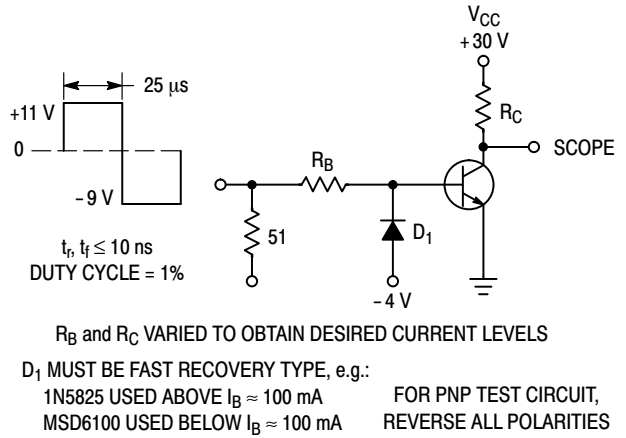 V_CC
+30 V
25 μs
+11 V
R_C
0
SCOPE
R_B
−9 V
51
D_1
t_r, t_f ≤ 10 ns
DUTY CYCLE = 1%
−4 V
R_B and R_C VARIED TO OBTAIN DESIRED CURRENT LEVELS
D_1 MUST BE FAST RECOVERY TYPE, e.g.:
1N5825 USED ABOVE I_B ≈ 100 mA
MSD6100 USED BELOW I_B ≈ 100 mA
FOR PNP TEST CIRCUIT,
REVERSE ALL POLARITIES